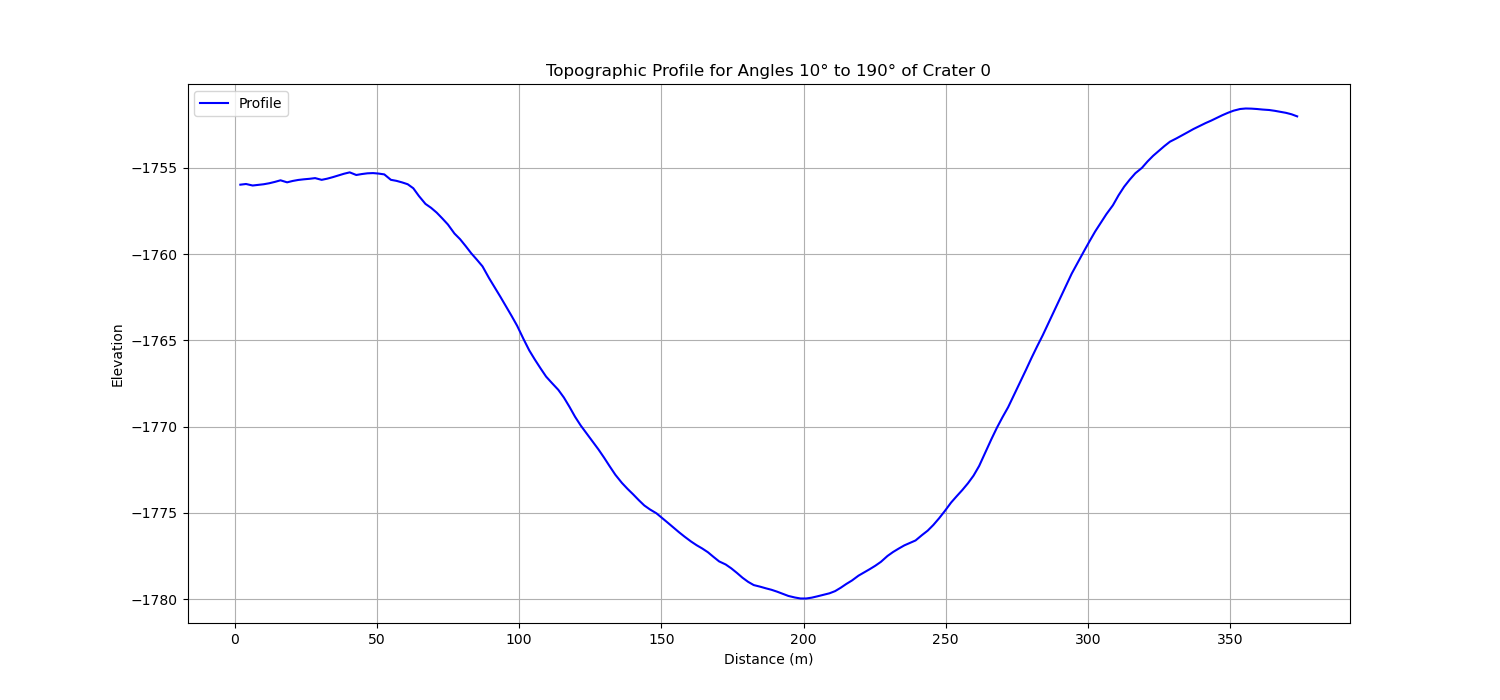 Topographic Profile for Angles 10° to 190° of Crater 0
Profile
Elevation
−1755
−1760
−1765
−1770
−1775
−1780
0 50 100 150 200 250 300 350
Distance (m)